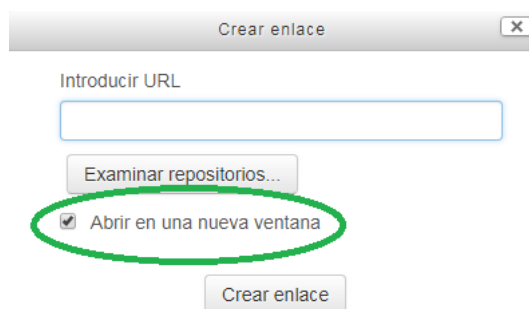 Crear enlace
Introducir URL
Examinar repositorios...
Abrir en una nueva ventana
Crear enlace